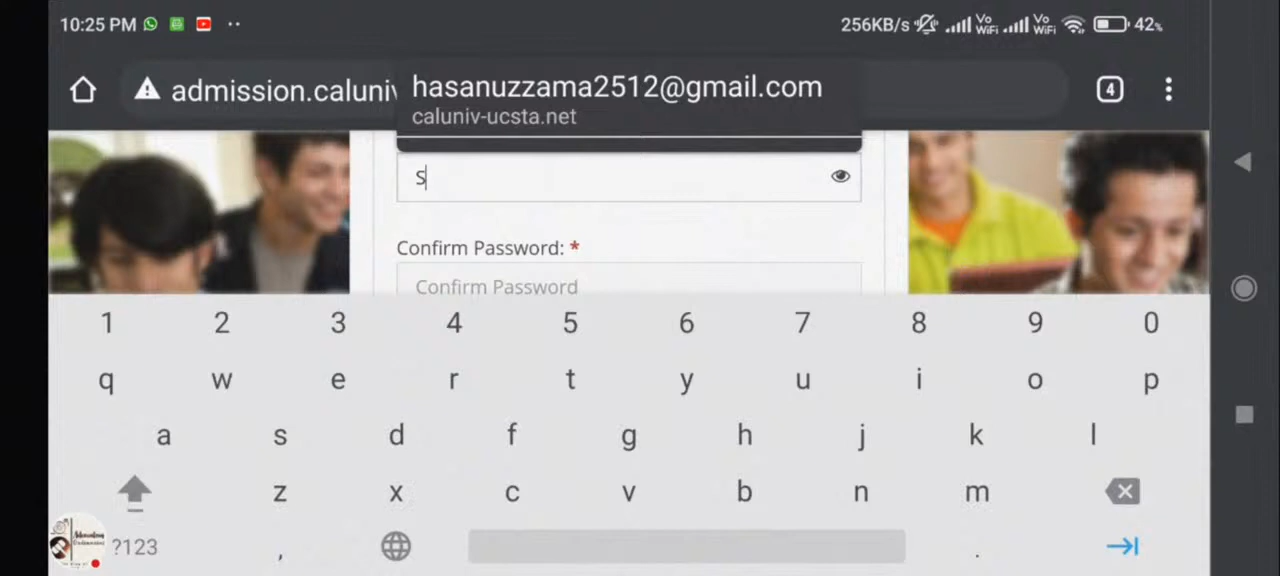 10:25 PM
256KB/s Vo WiFi Vo WiFi 42%
admission.caluniv
hasanuzzama2512@gmail.com
caluniv-ucsta.net
4
S
Confirm Password: *
Confirm Password
1 2 3 4 5 6 7 8 9 0
q w e r t y u i o p
a s d f g h j k l
z x c v b n m
?123 , .